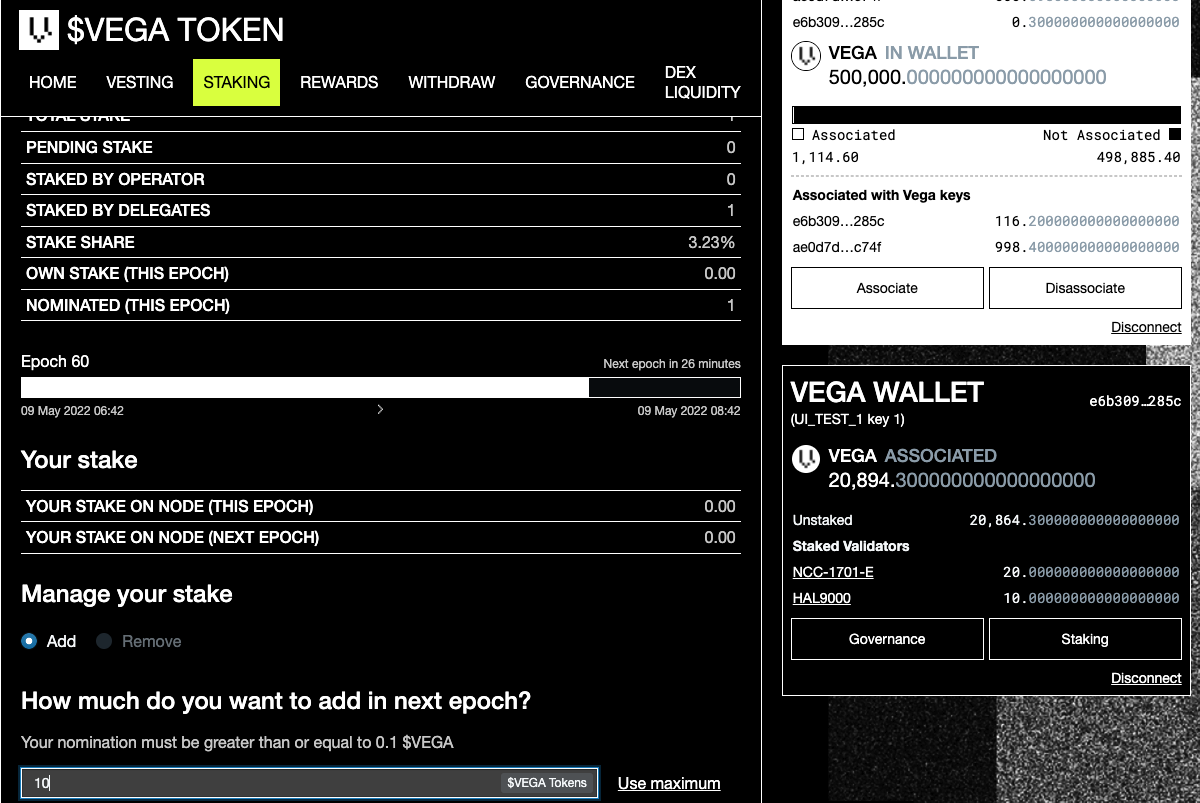 $VEGA TOKEN
HOME VESTING STAKING REWARDS WITHDRAW GOVERNANCE DEX LIQUIDITY
TOTAL STAKE 1
PENDING STAKE 0
STAKED BY OPERATOR 0
STAKED BY DELEGATES 1
STAKE SHARE 3.23%
OWN STAKE (THIS EPOCH) 0.00
NOMINATED (THIS EPOCH) 1
Epoch 60 Next epoch in 26 minutes
09 May 2022 06:42 09 May 2022 08:42
Your stake
YOUR STAKE ON NODE (THIS EPOCH) 0.00
YOUR STAKE ON NODE (NEXT EPOCH) 0.00
Manage your stake
Add Remove
How much do you want to add in next epoch?
Your nomination must be greater than or equal to 0.1 $VEGA
10 $VEGA Tokens Use maximum
e6b309…285c 0.300000000000000000
VEGA IN WALLET
500,000.000000000000000000
Associated Not Associated
1,114.60 498,885.40
Associated with Vega keys
e6b309…285c 116.200000000000000000
ae0d7d…c74f 998.400000000000000000
Associate Disassociate
Disconnect
VEGA WALLET e6b309…285c
(UI_TEST_1 key 1)
VEGA ASSOCIATED
20,894.300000000000000000
Unstaked 20,864.300000000000000000
Staked Validators
NCC-1701-E 20.000000000000000000
HAL9000 10.000000000000000000
Governance Staking
Disconnect